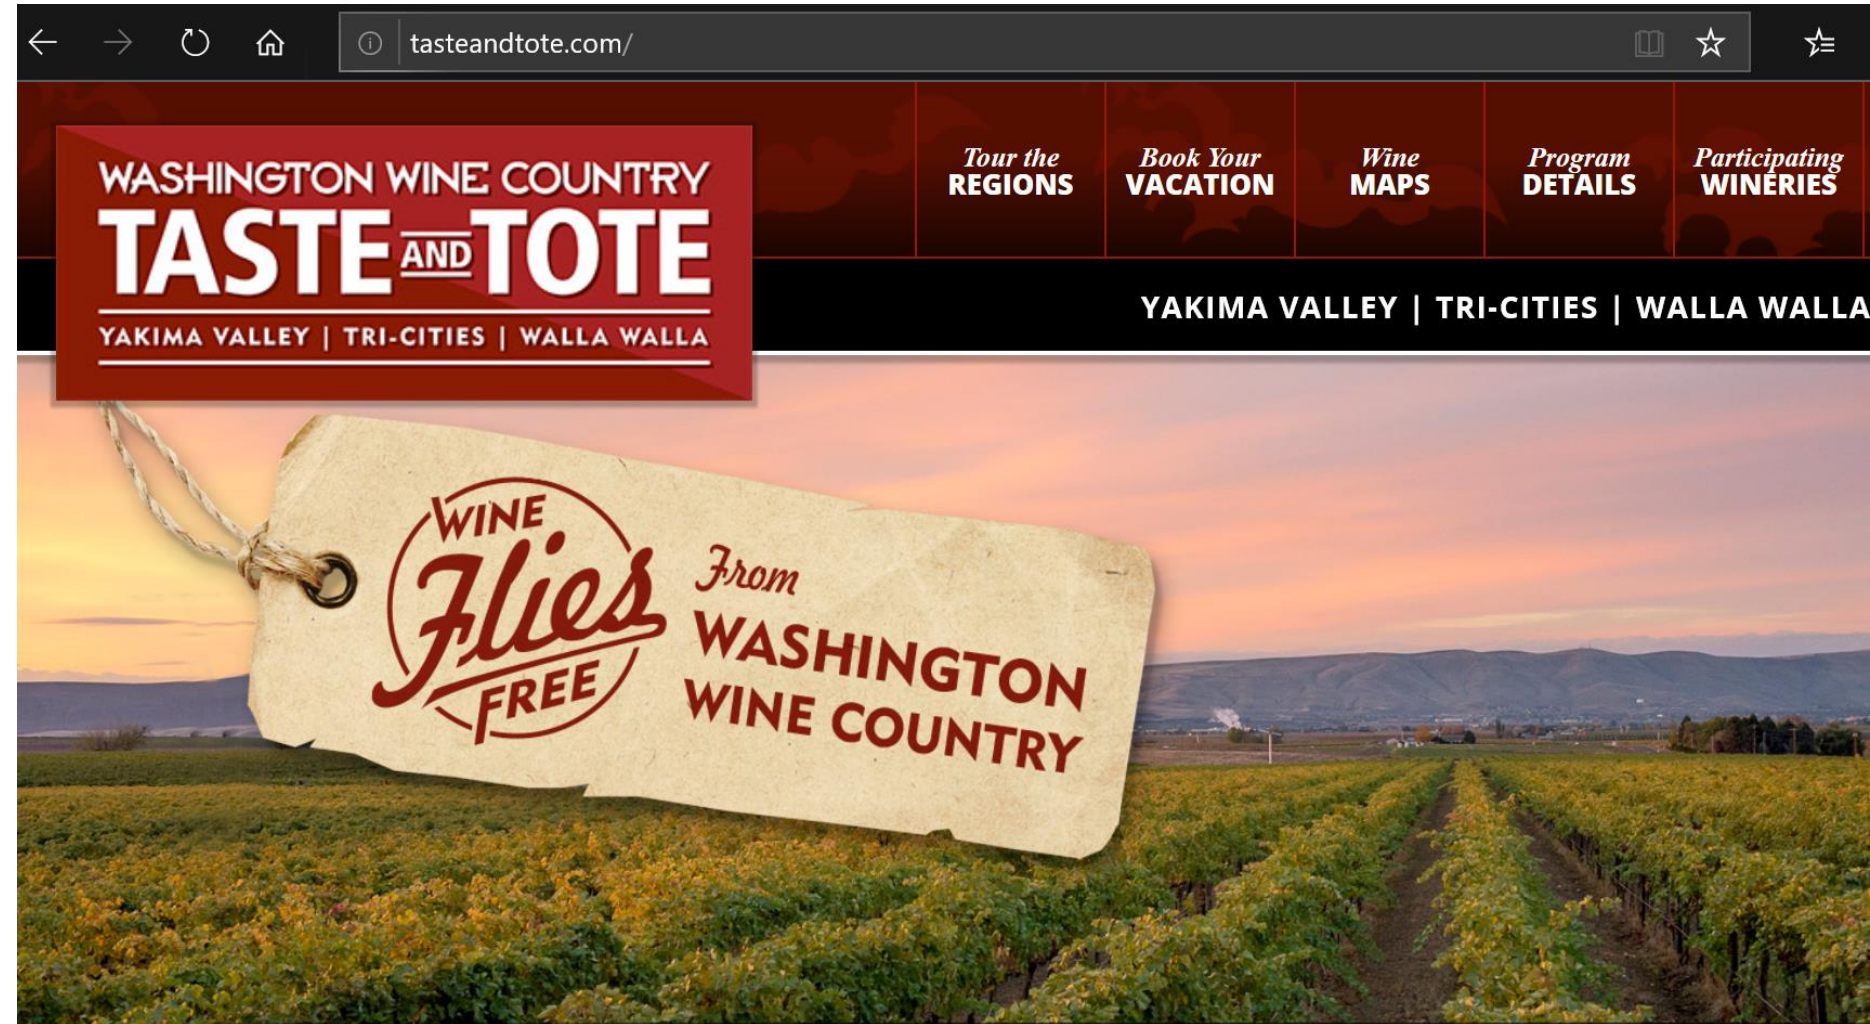 tasteandtote.com/
WASHINGTON WINE COUNTRY
TASTE AND TOTE
YAKIMA VALLEY | TRI-CITIES | WALLA WALLA
Tour the
REGIONS
Book Your
VACATION
Wine
MAPS
Program
DETAILS
Participating
WINERIES
YAKIMA VALLEY | TRI-CITIES | WALLA WALLA
WINE
Flies
FREE
From
WASHINGTON
WINE COUNTRY